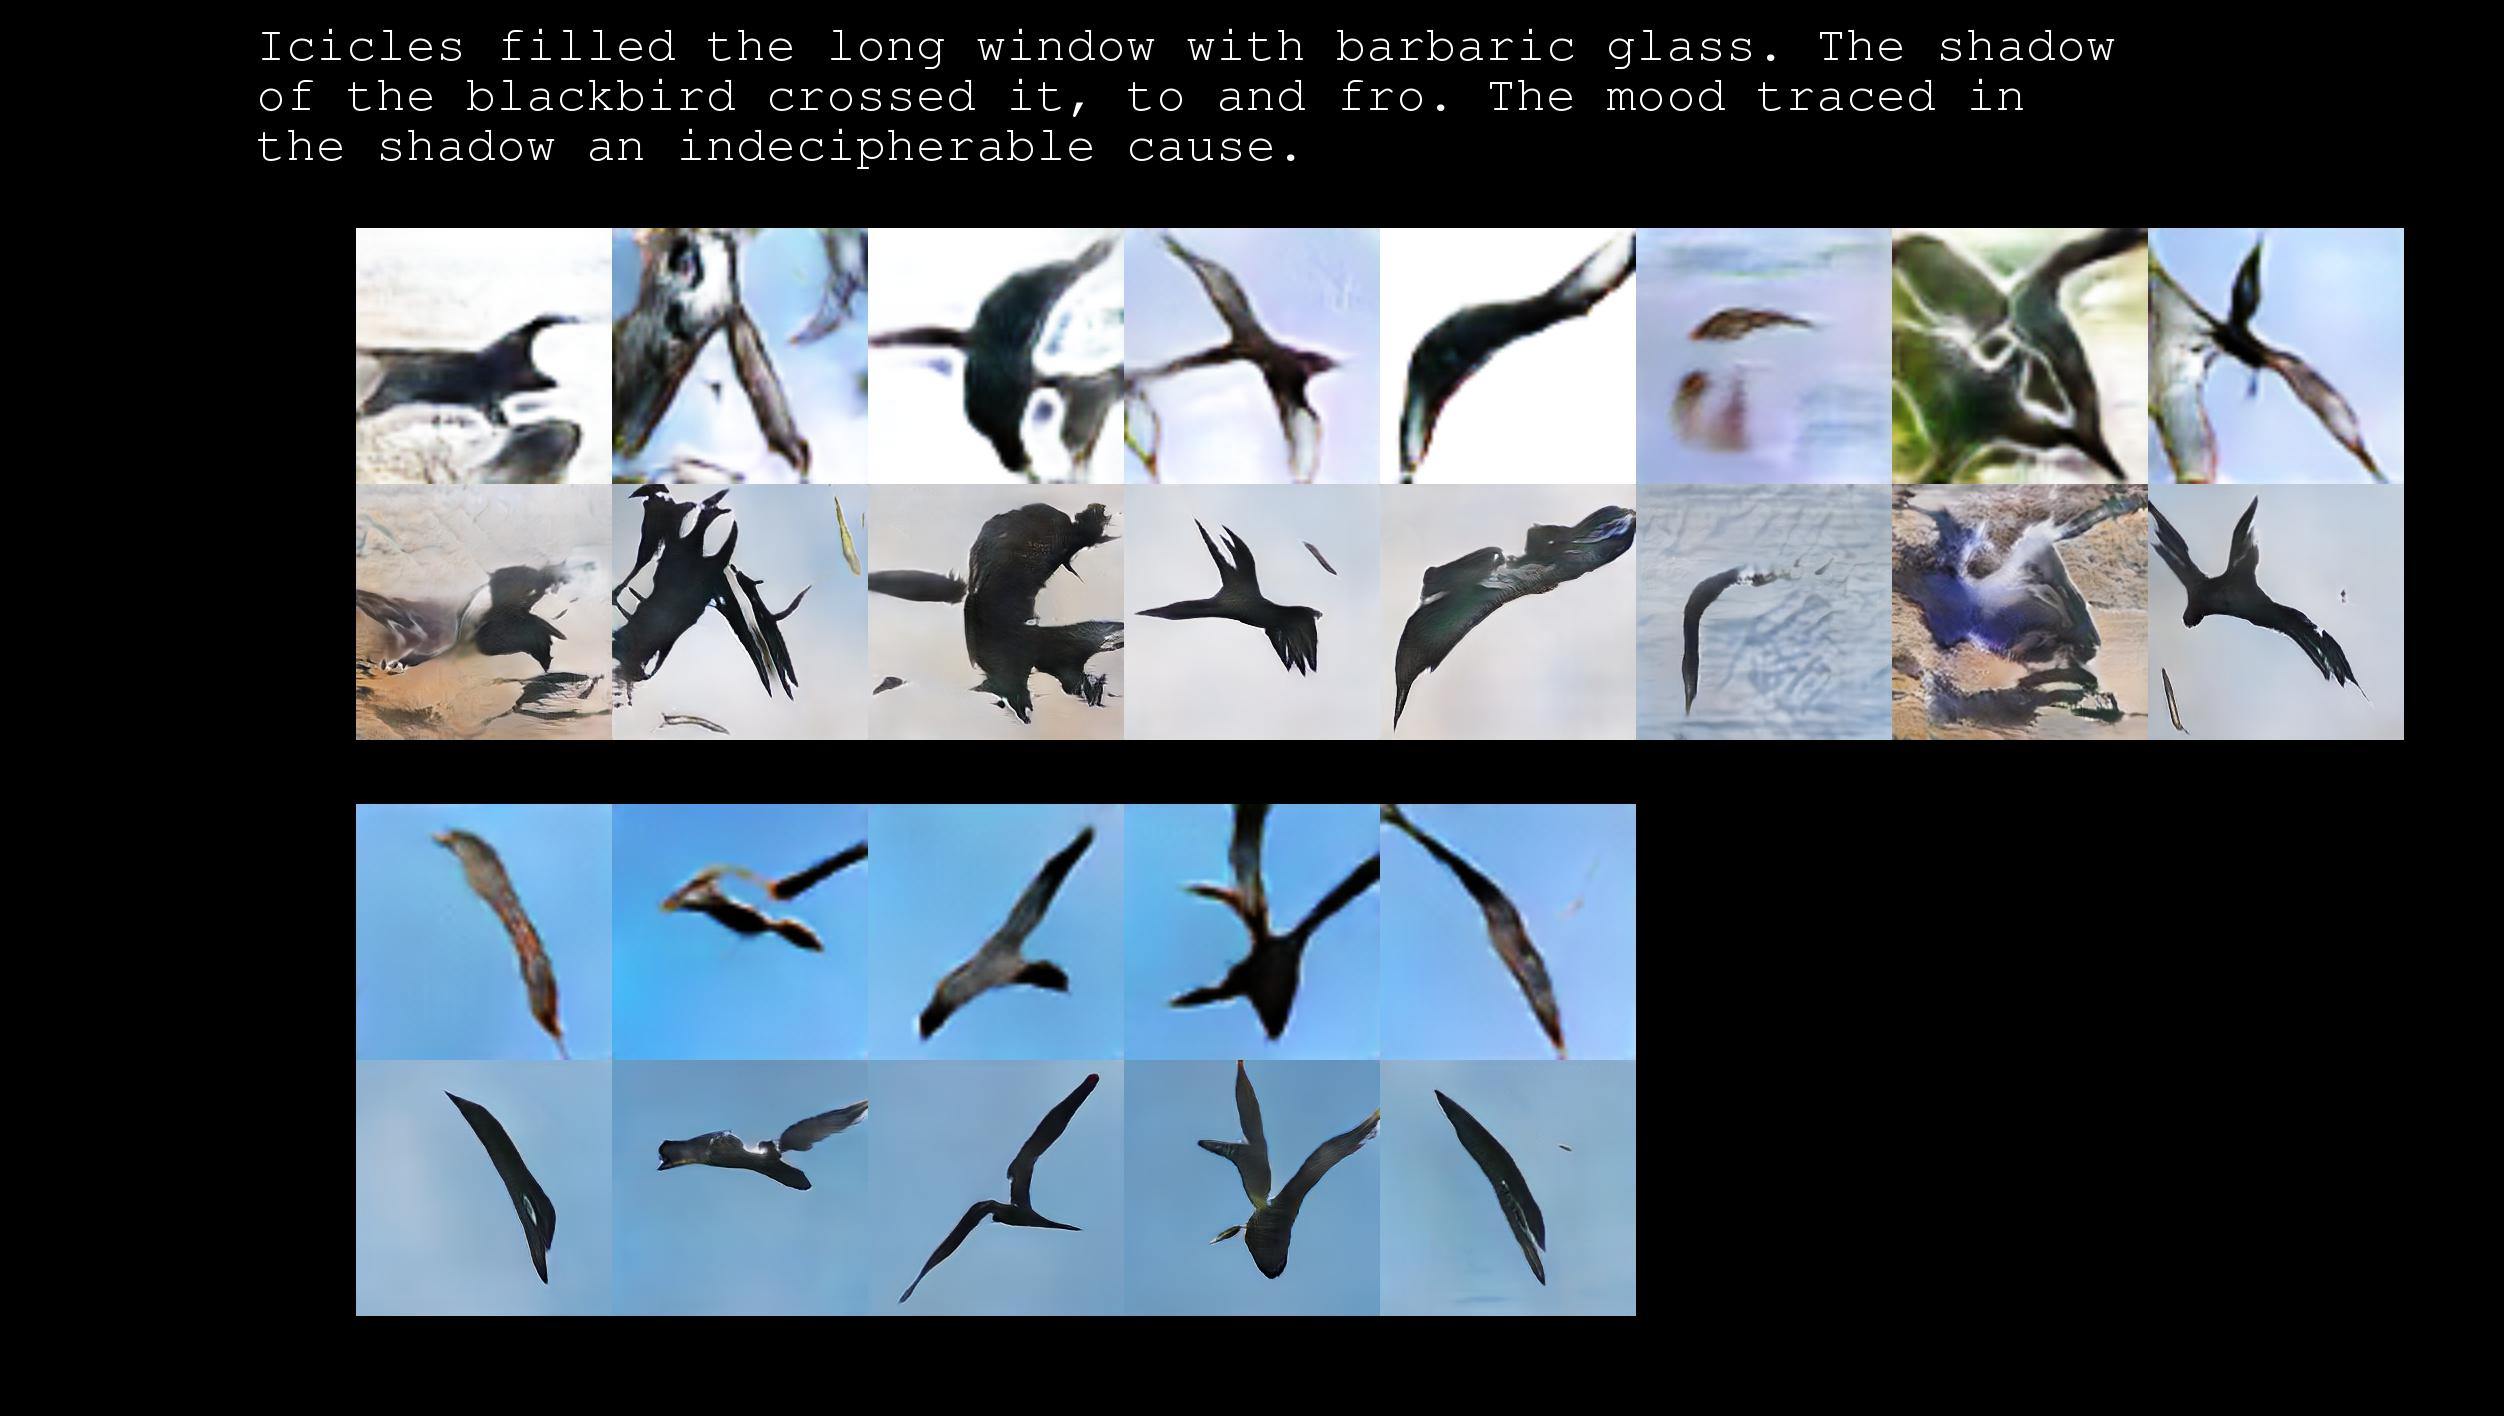 Icicles filled the long window with barbaric glass. The shadow
of the blackbird crossed it, to and fro. The mood traced in
the shadow an indecipherable cause.